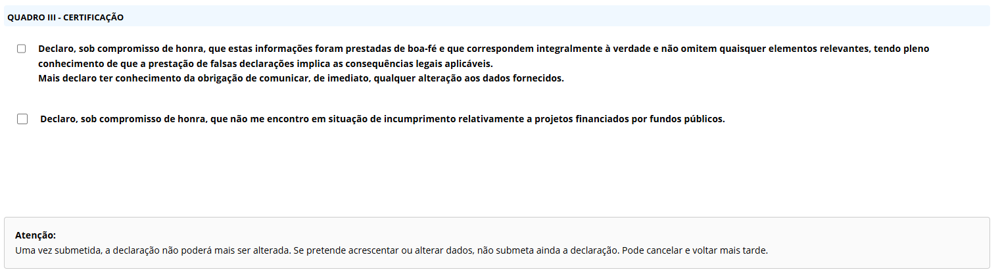 QUADRO III - CERTIFICAÇÃO
Declaro, sob compromisso de honra, que estas informações foram prestadas de boa-fé e que correspondem integralmente à verdade e não omitem quaisquer elementos relevantes, tendo pleno
conhecimento de que a prestação de falsas declarações implica as consequências legais aplicáveis.
Mais declaro ter conhecimento da obrigação de comunicar, de imediato, qualquer alteração aos dados fornecidos.
Declaro, sob compromisso de honra, que não me encontro em situação de incumprimento relativamente a projetos financiados por fundos públicos.
Atenção:
Uma vez submetida, a declaração não poderá mais ser alterada. Se pretende acrescentar ou alterar dados, não submeta ainda a declaração. Pode cancelar e voltar mais tarde.